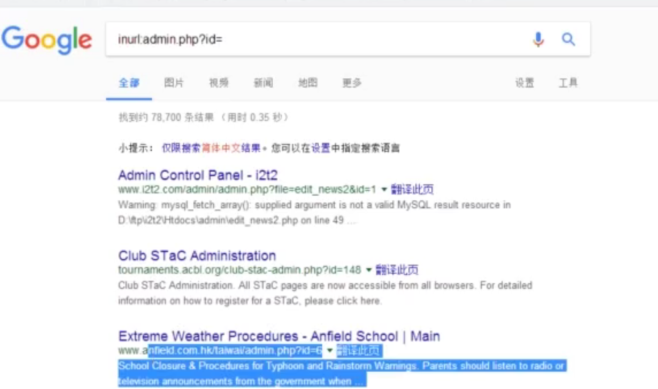 Google
inurl:admin.php?id=
全部 图片 视频 新闻 地图 更多 设置 工具
找到约 78,700 条结果 （用时 0.35 秒）
小提示： 仅限搜索简体中文结果。您可以在设置中指定搜索语言
Admin Control Panel - i2t2
www.i2t2.com/admin/admin.php?file=edit_news2&id=1 翻译此页
Warning: mysql_fetch_array(): supplied argument is not a valid MySQL result resource in
D:\ftp\i2t2\Htdocs\admin\edit_news2.php on line 49 ...
Club STaC Administration
tournaments.acbl.org/club-stac-admin.php?id=148 翻译此页
Club STaC Administration. All STaC pages are now accessible from all browsers. For detailed
information on how to register for a STaC, please click here.
Extreme Weather Procedures - Anfield School | Main
www.anfield.com.hk/taiwai/admin.php?id=6 翻译此页
School Closure & Procedures for Typhoon and Rainstorm Warnings. Parents should listen to radio or
television announcements from the government when ...